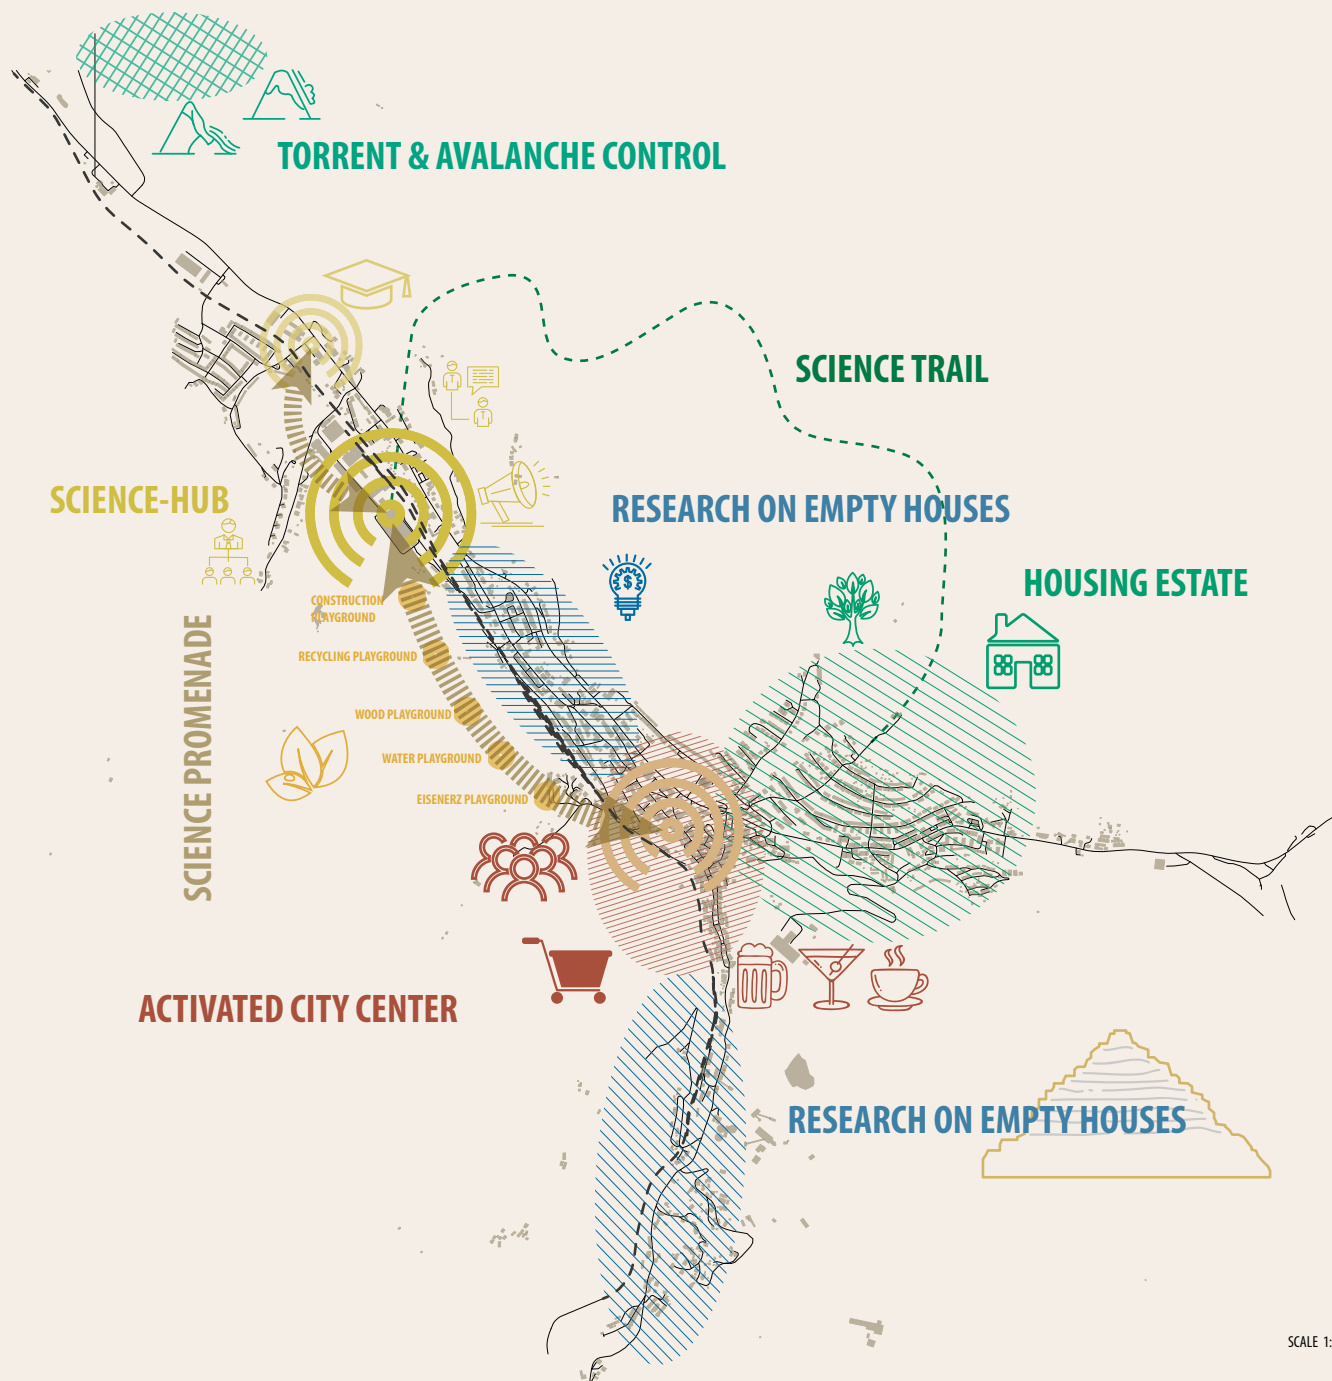 TORRENT & AVALANCHE CONTROL
SCIENCE TRAIL
SCIENCE-HUB
RESEARCH ON EMPTY HOUSES
HOUSING ESTATE
CONSTRUCTION
PLAYGROUND
RECYCLING PLAYGROUND
WOOD PLAYGROUND
WATER PLAYGROUND
EISENERZ PLAYGROUND
SCIENCE PROMENADE
ACTIVATED CITY CENTER
RESEARCH ON EMPTY HOUSES
SCALE 1: